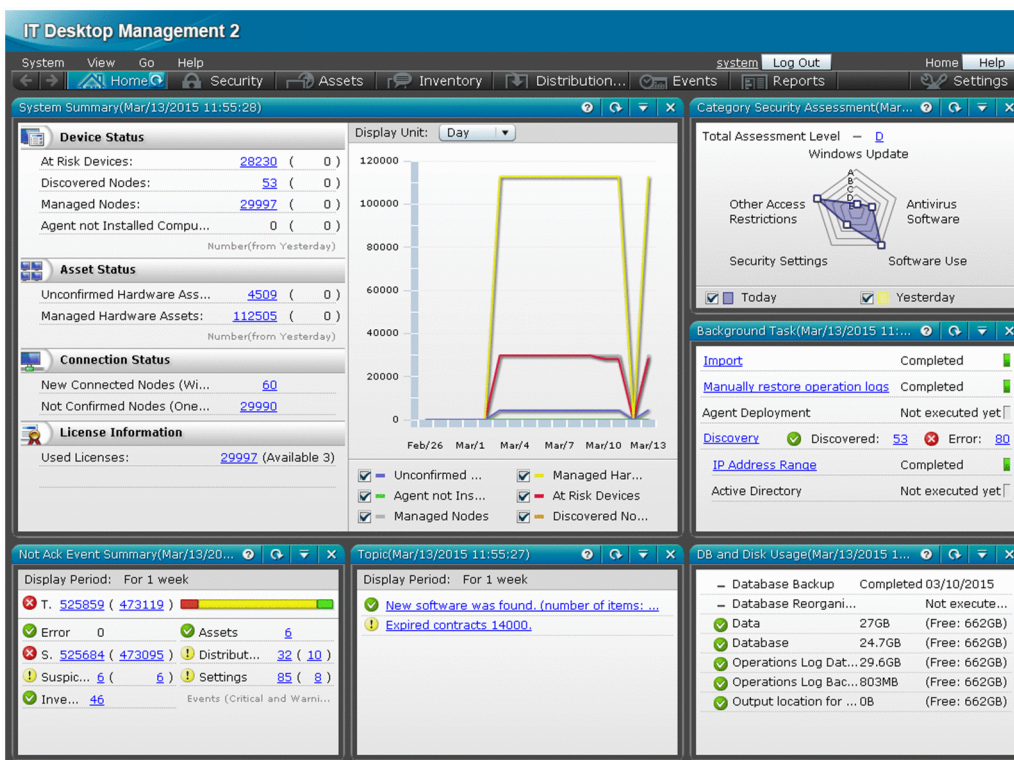 IT Desktop Management 2
System View Go Help system Log Out Home Help
Home Security Assets Inventory Distribution... Events Reports Settings
System Summary(Mar/13/2015 11:55:28)
Device Status
At Risk Devices: 28230 ( 0 )
Discovered Nodes: 53 ( 0 )
Managed Nodes: 29997 ( 0 )
Agent not Installed Compu... 0 ( 0 )
Number(from Yesterday)
Asset Status
Unconfirmed Hardware Ass... 4509 ( 0 )
Managed Hardware Assets: 112505 ( 0 )
Number(from Yesterday)
Connection Status
New Connected Nodes (Wi... 60
Not Confirmed Nodes (One... 29990
License Information
Used Licenses: 29997 (Available 3)
Display Unit: Day
120000
100000
80000
60000
40000
20000
0
Feb/26 Mar/1 Mar/4 Mar/7 Mar/10 Mar/13
Unconfirmed ... Managed Har...
Agent not Ins... At Risk Devices
Managed Nodes Discovered No...
Category Security Assessment(Mar...
Total Assessment Level – D
Windows Update
A
B
C
D
Other Access Restrictions
Antivirus Software
Security Settings
Software Use
Today Yesterday
Background Task(Mar/13/2015 11:...
Import Completed
Manually restore operation logs Completed
Agent Deployment Not executed yet
Discovery Discovered: 53 Error: 80
IP Address Range Completed
Active Directory Not executed yet
Not Ack Event Summary(Mar/13/20...
Display Period: For 1 week
T. 525859 ( 473119 )
Error 0 Assets 6
S. 525684 ( 473095 ) Distribut... 32 ( 10 )
Suspic... 6 ( 6 ) Settings 85 ( 8 )
Inve... 46 Events (Critical and Warni...
Topic(Mar/13/2015 11:55:27)
Display Period: For 1 week
New software was found. (number of items: ...
Expired contracts 14000.
DB and Disk Usage(Mar/13/2015 1...
– Database Backup Completed 03/10/2015
– Database Reorgani... Not execute...
Data 27GB (Free: 662GB)
Database 24.7GB (Free: 662GB)
Operations Log Dat... 29.6GB (Free: 662GB)
Operations Log Bac... 803MB (Free: 662GB)
Output location for ... 0B (Free: 662GB)